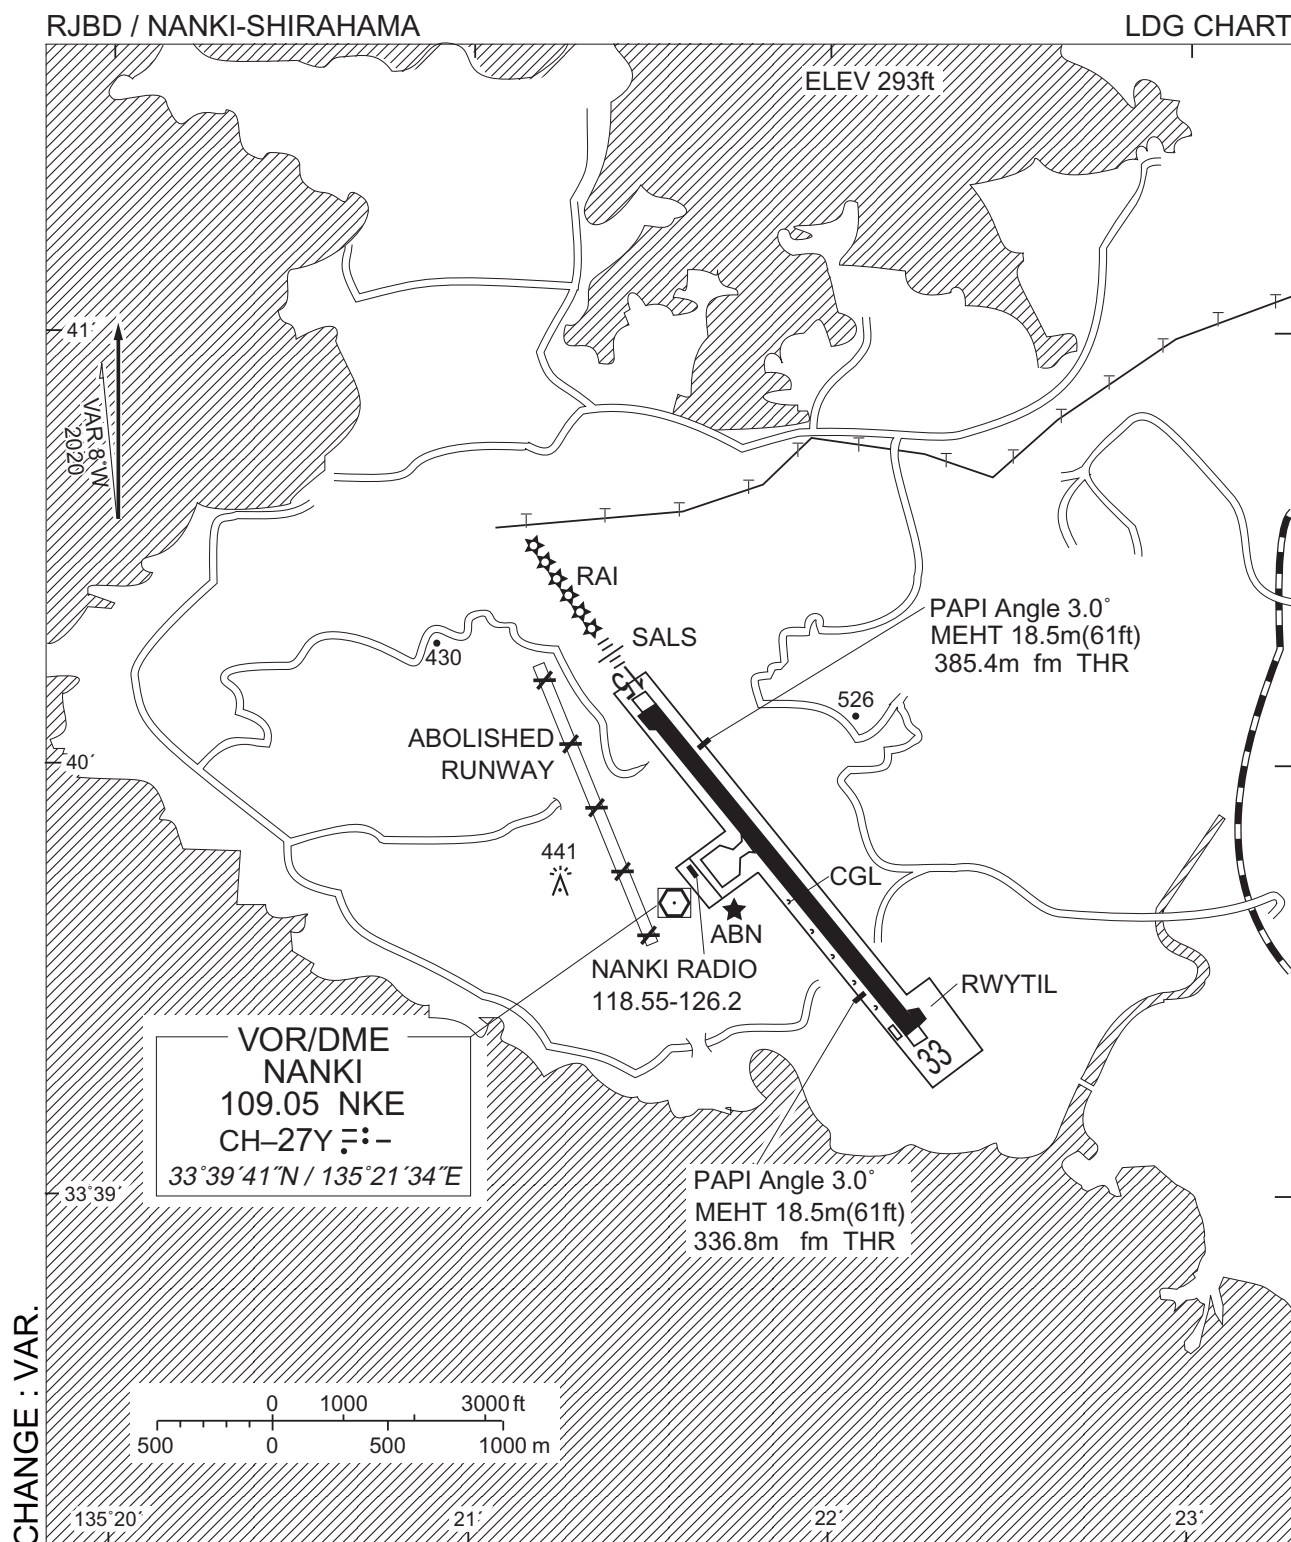 RJBD / NANKI-SHIRAHAMA
LDG CHART
ELEV 293ft
41´
VAR 8˚W
2020
RAI
SALS
PAPI Angle 3.0˚
MEHT 18.5m(61ft)
385.4m fm THR
430
526
15
ABOLISHED
RUNWAY
40´
441
CGL
ABN
NANKI RADIO
118.55-126.2
RWYTIL
33
VOR/DME
NANKI
109.05 NKE
CH–27Y
33˚39´41˝N / 135˚21´34˝E
33˚39´
PAPI Angle 3.0˚
MEHT 18.5m(61ft)
336.8m fm THR
0 1000 3000 ft
500 0 500 1000 m
135˚20´ 21´ 22´ 23´
CHANGE : VAR.